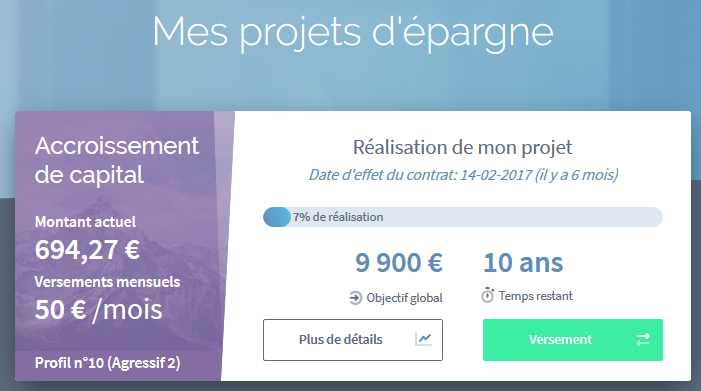 Mes projets d'épargne
Accroissement
de capital
Montant actuel
694,27 €
Versements mensuels
50 € /mois
Profil n°10 (Agressif 2)
Réalisation de mon projet
Date d'effet du contrat: 14-02-2017 (il y a 6 mois)
7% de réalisation
9 900 €
Objectif global
10 ans
Temps restant
Plus de détails
Versement